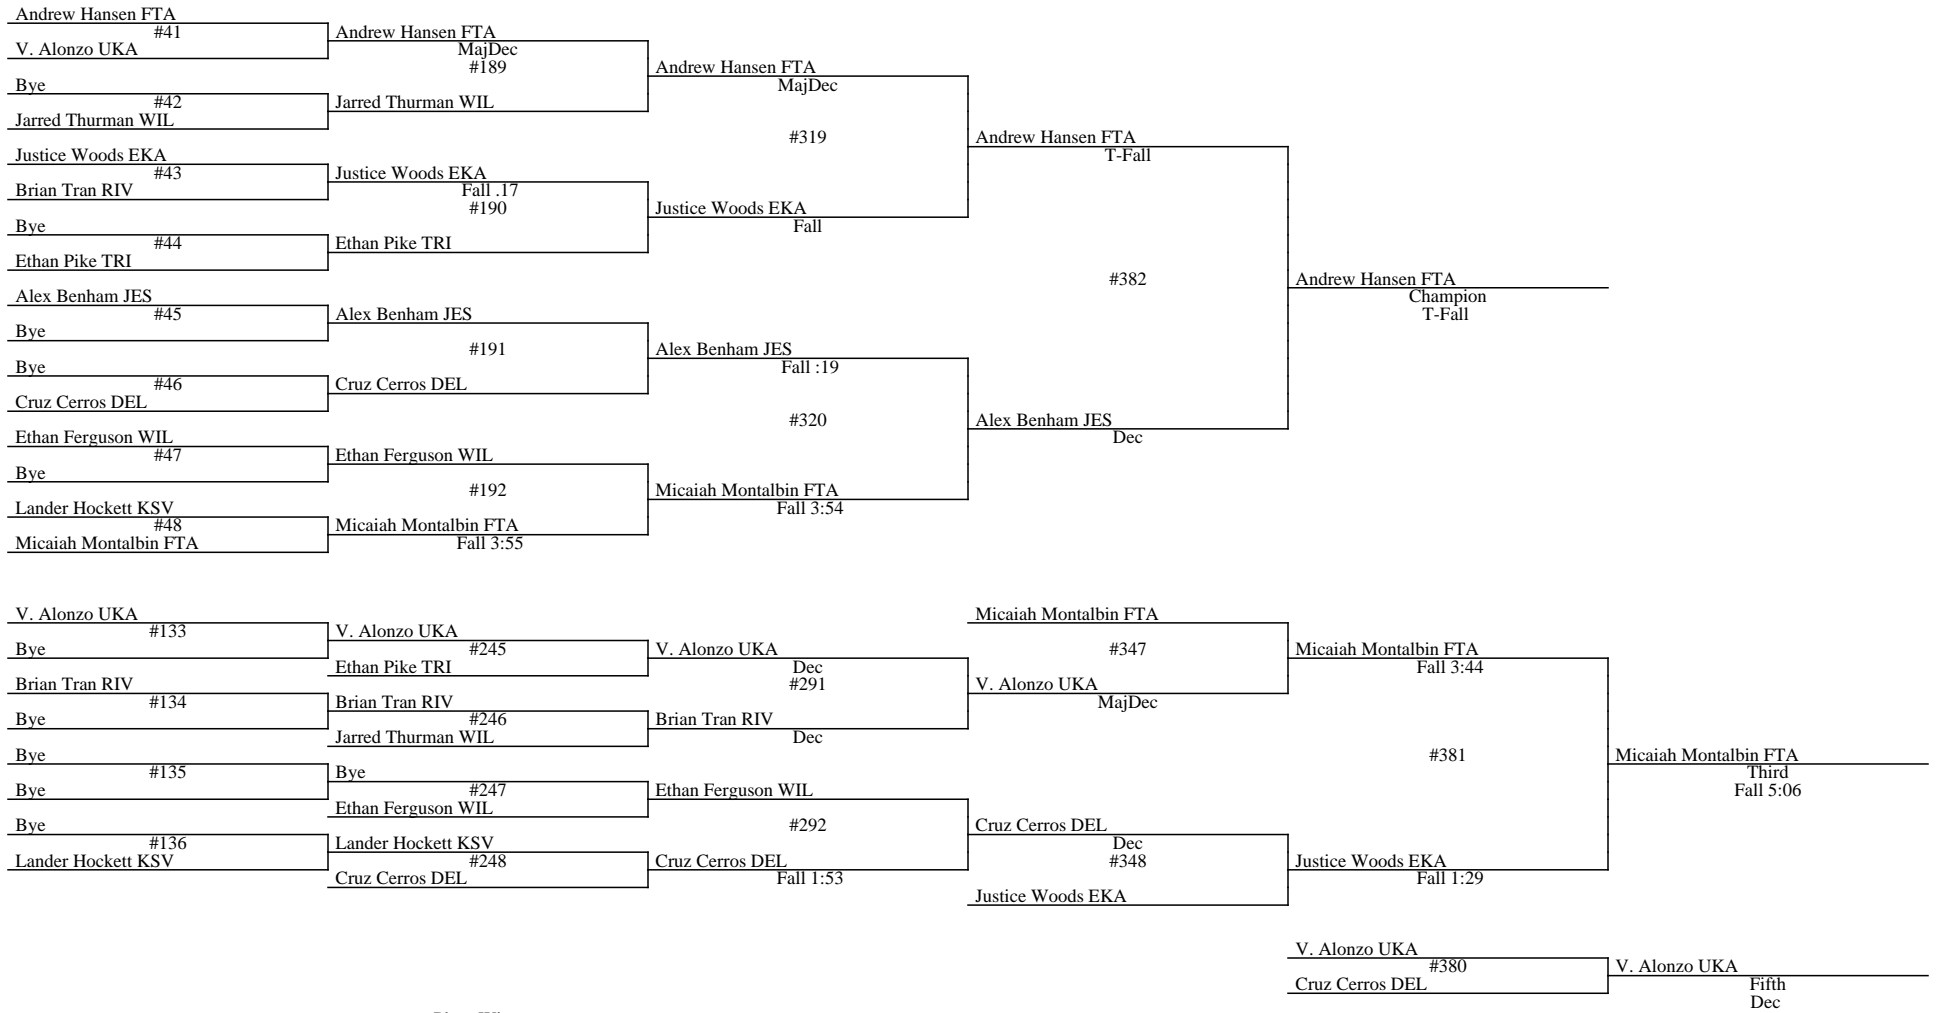 Andrew Hansen FTA
#41
V. Alonzo UKA
Bye
#42
Jarred Thurman WIL
Justice Woods EKA
#43
Brian Tran RIV
Bye
#44
Ethan Pike TRI
Alex Benham JES
#45
Bye
Bye
#46
Cruz Cerros DEL
Ethan Ferguson WIL
#47
Bye
Lander Hockett KSV
#48
Micaiah Montalbin FTA
Andrew Hansen FTA
MajDec
#189
Jarred Thurman WIL
Justice Woods EKA
Fall .17
#190
Ethan Pike TRI
Alex Benham JES
#191
Cruz Cerros DEL
Ethan Ferguson WIL
#192
Micaiah Montalbin FTA
Fall 3:55
Andrew Hansen FTA
MajDec
#319
Justice Woods EKA
Fall
Alex Benham JES
Fall :19
#320
Micaiah Montalbin FTA
Fall 3:54
Andrew Hansen FTA
T-Fall
#382
Alex Benham JES
Dec
Andrew Hansen FTA
Champion
T-Fall
V. Alonzo UKA
#133
Bye
Brian Tran RIV
#134
Bye
Bye
#135
Bye
Bye
#136
Lander Hockett KSV
V. Alonzo UKA
#245
Ethan Pike TRI
Brian Tran RIV
#246
Jarred Thurman WIL
Bye
#247
Ethan Ferguson WIL
Lander Hockett KSV
#248
Cruz Cerros DEL
V. Alonzo UKA
Dec
#291
Brian Tran RIV
Dec
Ethan Ferguson WIL
#292
Cruz Cerros DEL
Fall 1:53
Micaiah Montalbin FTA
#347
V. Alonzo UKA
MajDec
Cruz Cerros DEL
Dec
#348
Justice Woods EKA
Micaiah Montalbin FTA
Fall 3:44
#381
Justice Woods EKA
Fall 1:29
Micaiah Montalbin FTA
Third
Fall 5:06
V. Alonzo UKA
#380
Cruz Cerros DEL
V. Alonzo UKA
Fifth
Dec